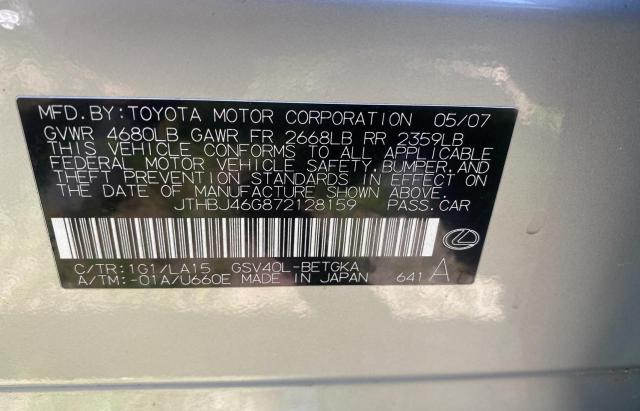 MFD.BY:TOYOTA MOTOR CORPORATION 05/07
GVWR 4680LB GAWR FR 2668LB RR 2359LB
THIS VEHICLE CONFORMS TO ALL APPLICABLE
FEDERAL MOTOR VEHICLE SAFETY,BUMPER,AND
THEFT PREVENTION STANDARDS IN EFFECT ON
THE DATE OF MANUFACTURE SHOWN ABOVE.
JTHBJ46G872128159 PASS.CAR
C/TR:1G1/LA15 GSV40L-BETGKA
A/TM:-01A/U660E MADE IN JAPAN 641 A